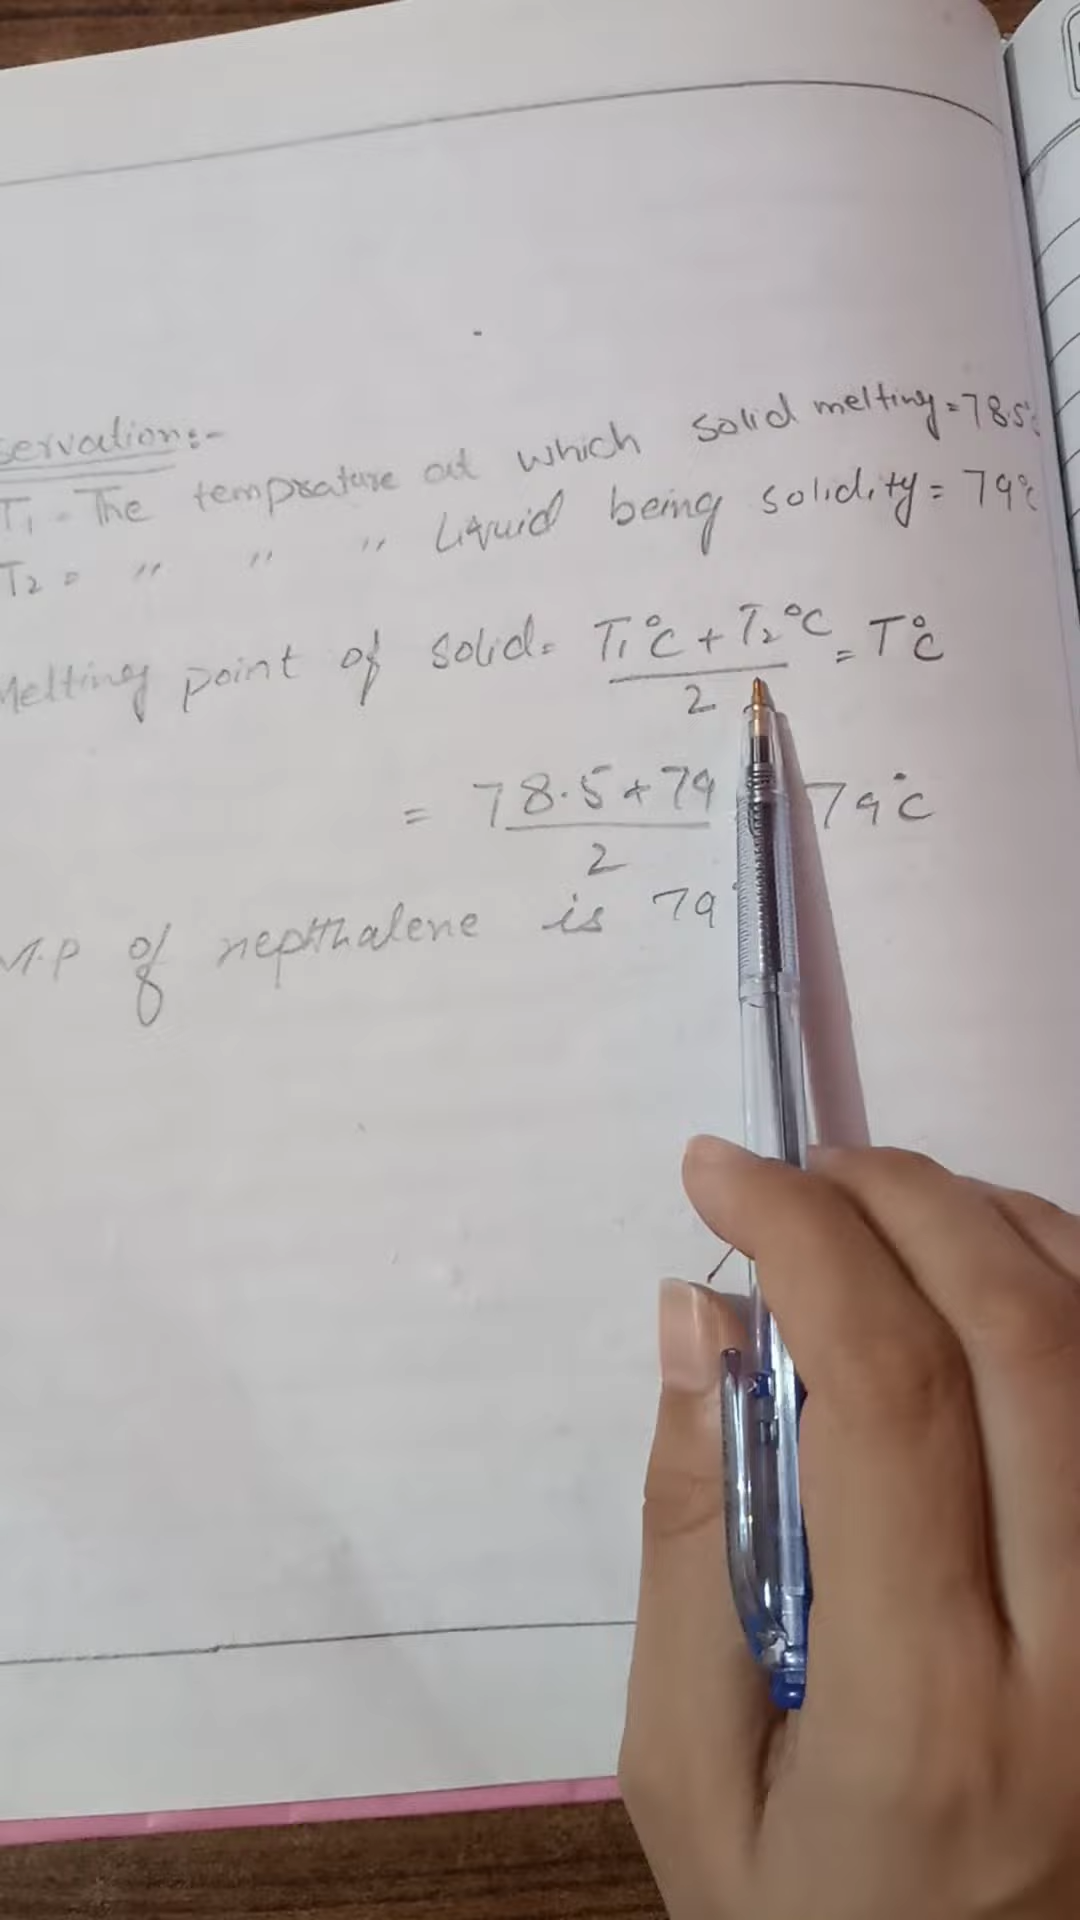 servation:-
T₁ - The temprature at which solid melting = 78.5°c
T₂ = " " " Liquid being solidity = 79°c
Melting point of solid = T₁°C + T₂°C / 2 = T°C
= 78.5 + 79 / 2 79°C
M.P of nepthalene is 79